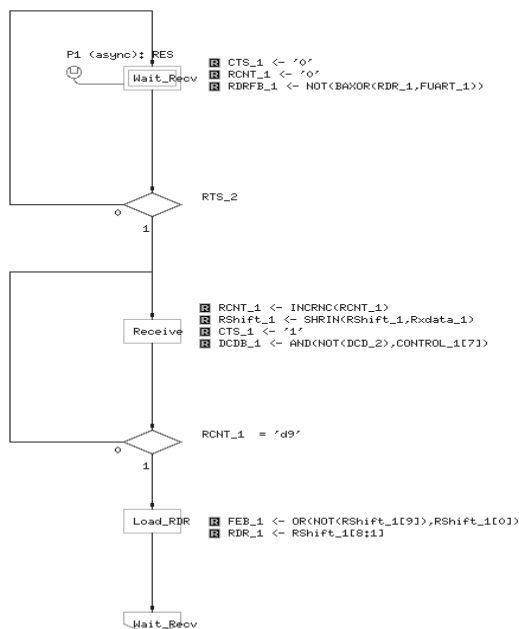 P1 (async): RES
Wait_Recv
R CTS_1 <- '0'
R RCNT_1 <- '0'
R RDRFB_1 <- NOT(BAXOR(RDR_1,FUART_1))
RTS_2
0
1
R RCNT_1 <- INCRNC(RCNT_1)
R RShift_1 <- SHRIN(RShift_1,Rxdata_1)
Receive
R CTS_1 <- '1'
R DCDB_1 <- AND(NOT(DCD_2),CONTROL_1[7])
RCNT_1 = 'd9'
0
1
Load_RDR
R FEB_1 <- OR(NOT(RShift_1[9]),RShift_1[0])
R RDR_1 <- RShift_1[8:1]
Wait_Recv